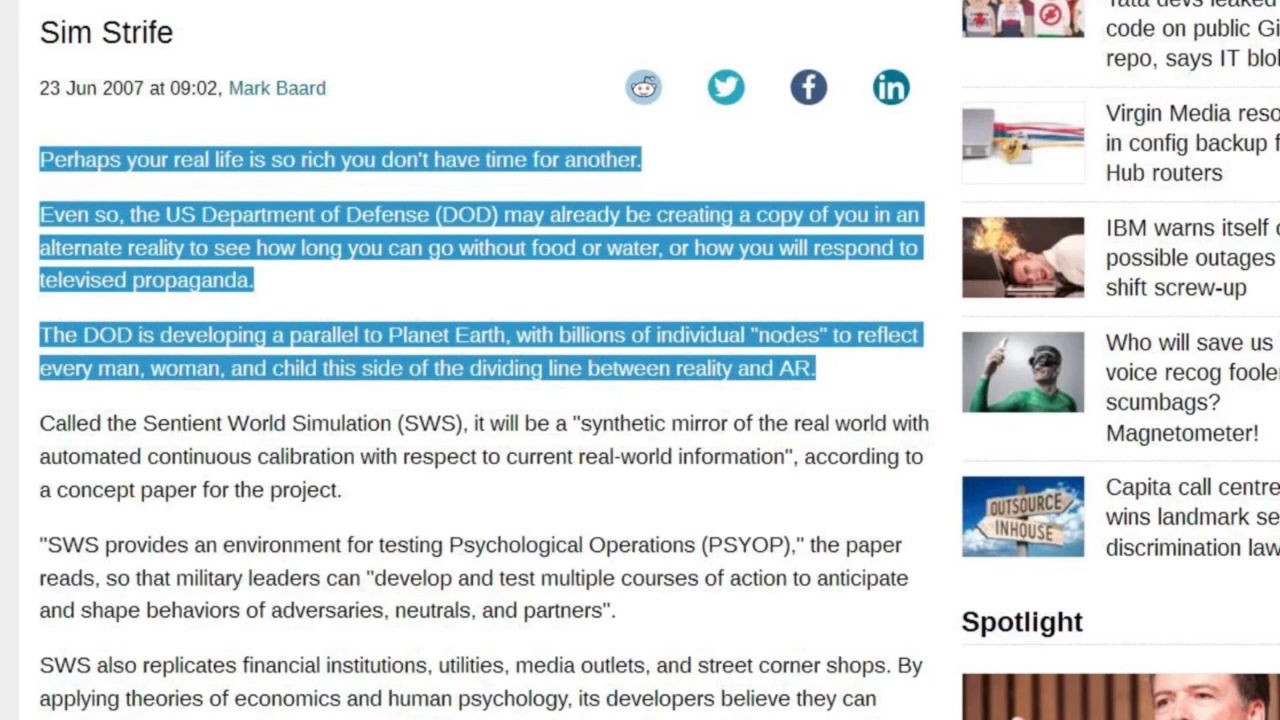 Sim Strife
23 Jun 2007 at 09:02, Mark Baard
Perhaps your real life is so rich you don't have time for another.
Even so, the US Department of Defense (DOD) may already be creating a copy of you in an
alternate reality to see how long you can go without food or water, or how you will respond to
televised propaganda.
The DOD is developing a parallel to Planet Earth, with billions of individual "nodes" to reflect
every man, woman, and child this side of the dividing line between reality and AR.
Called the Sentient World Simulation (SWS), it will be a "synthetic mirror of the real world with
automated continuous calibration with respect to current real-world information", according to
a concept paper for the project.
"SWS provides an environment for testing Psychological Operations (PSYOP)," the paper
reads, so that military leaders can "develop and test multiple courses of action to anticipate
and shape behaviors of adversaries, neutrals, and partners".
SWS also replicates financial institutions, utilities, media outlets, and street corner shops. By
applying theories of economics and human psychology, its developers believe they can
Tata devs leaked
code on public Gi
repo, says IT blo
Virgin Media reso
in config backup f
Hub routers
IBM warns itself o
possible outages
shift screw-up
Who will save us
voice recog foole
scumbags?
Magnetometer!
OUTSOURCE
INHOUSE
Capita call centre
wins landmark se
discrimination law
Spotlight